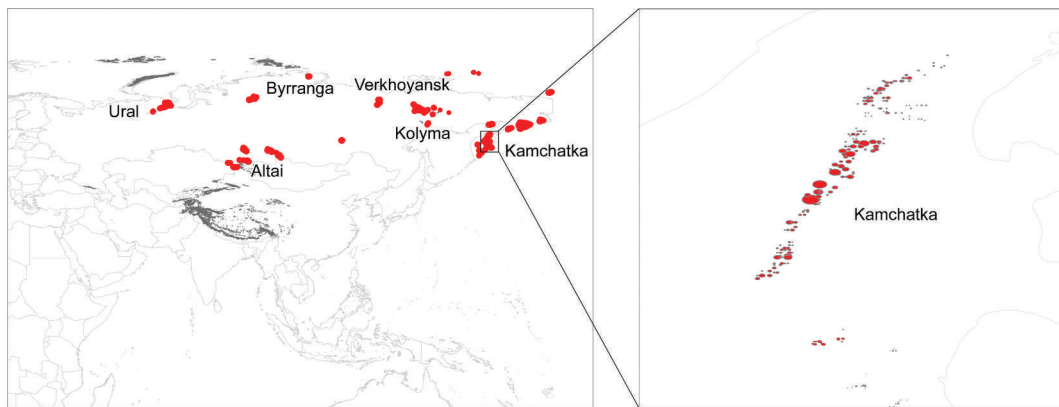 Byrranga
Verkhoyansk
Ural
Kolyma
Kamchatka
Altai
Kamchatka